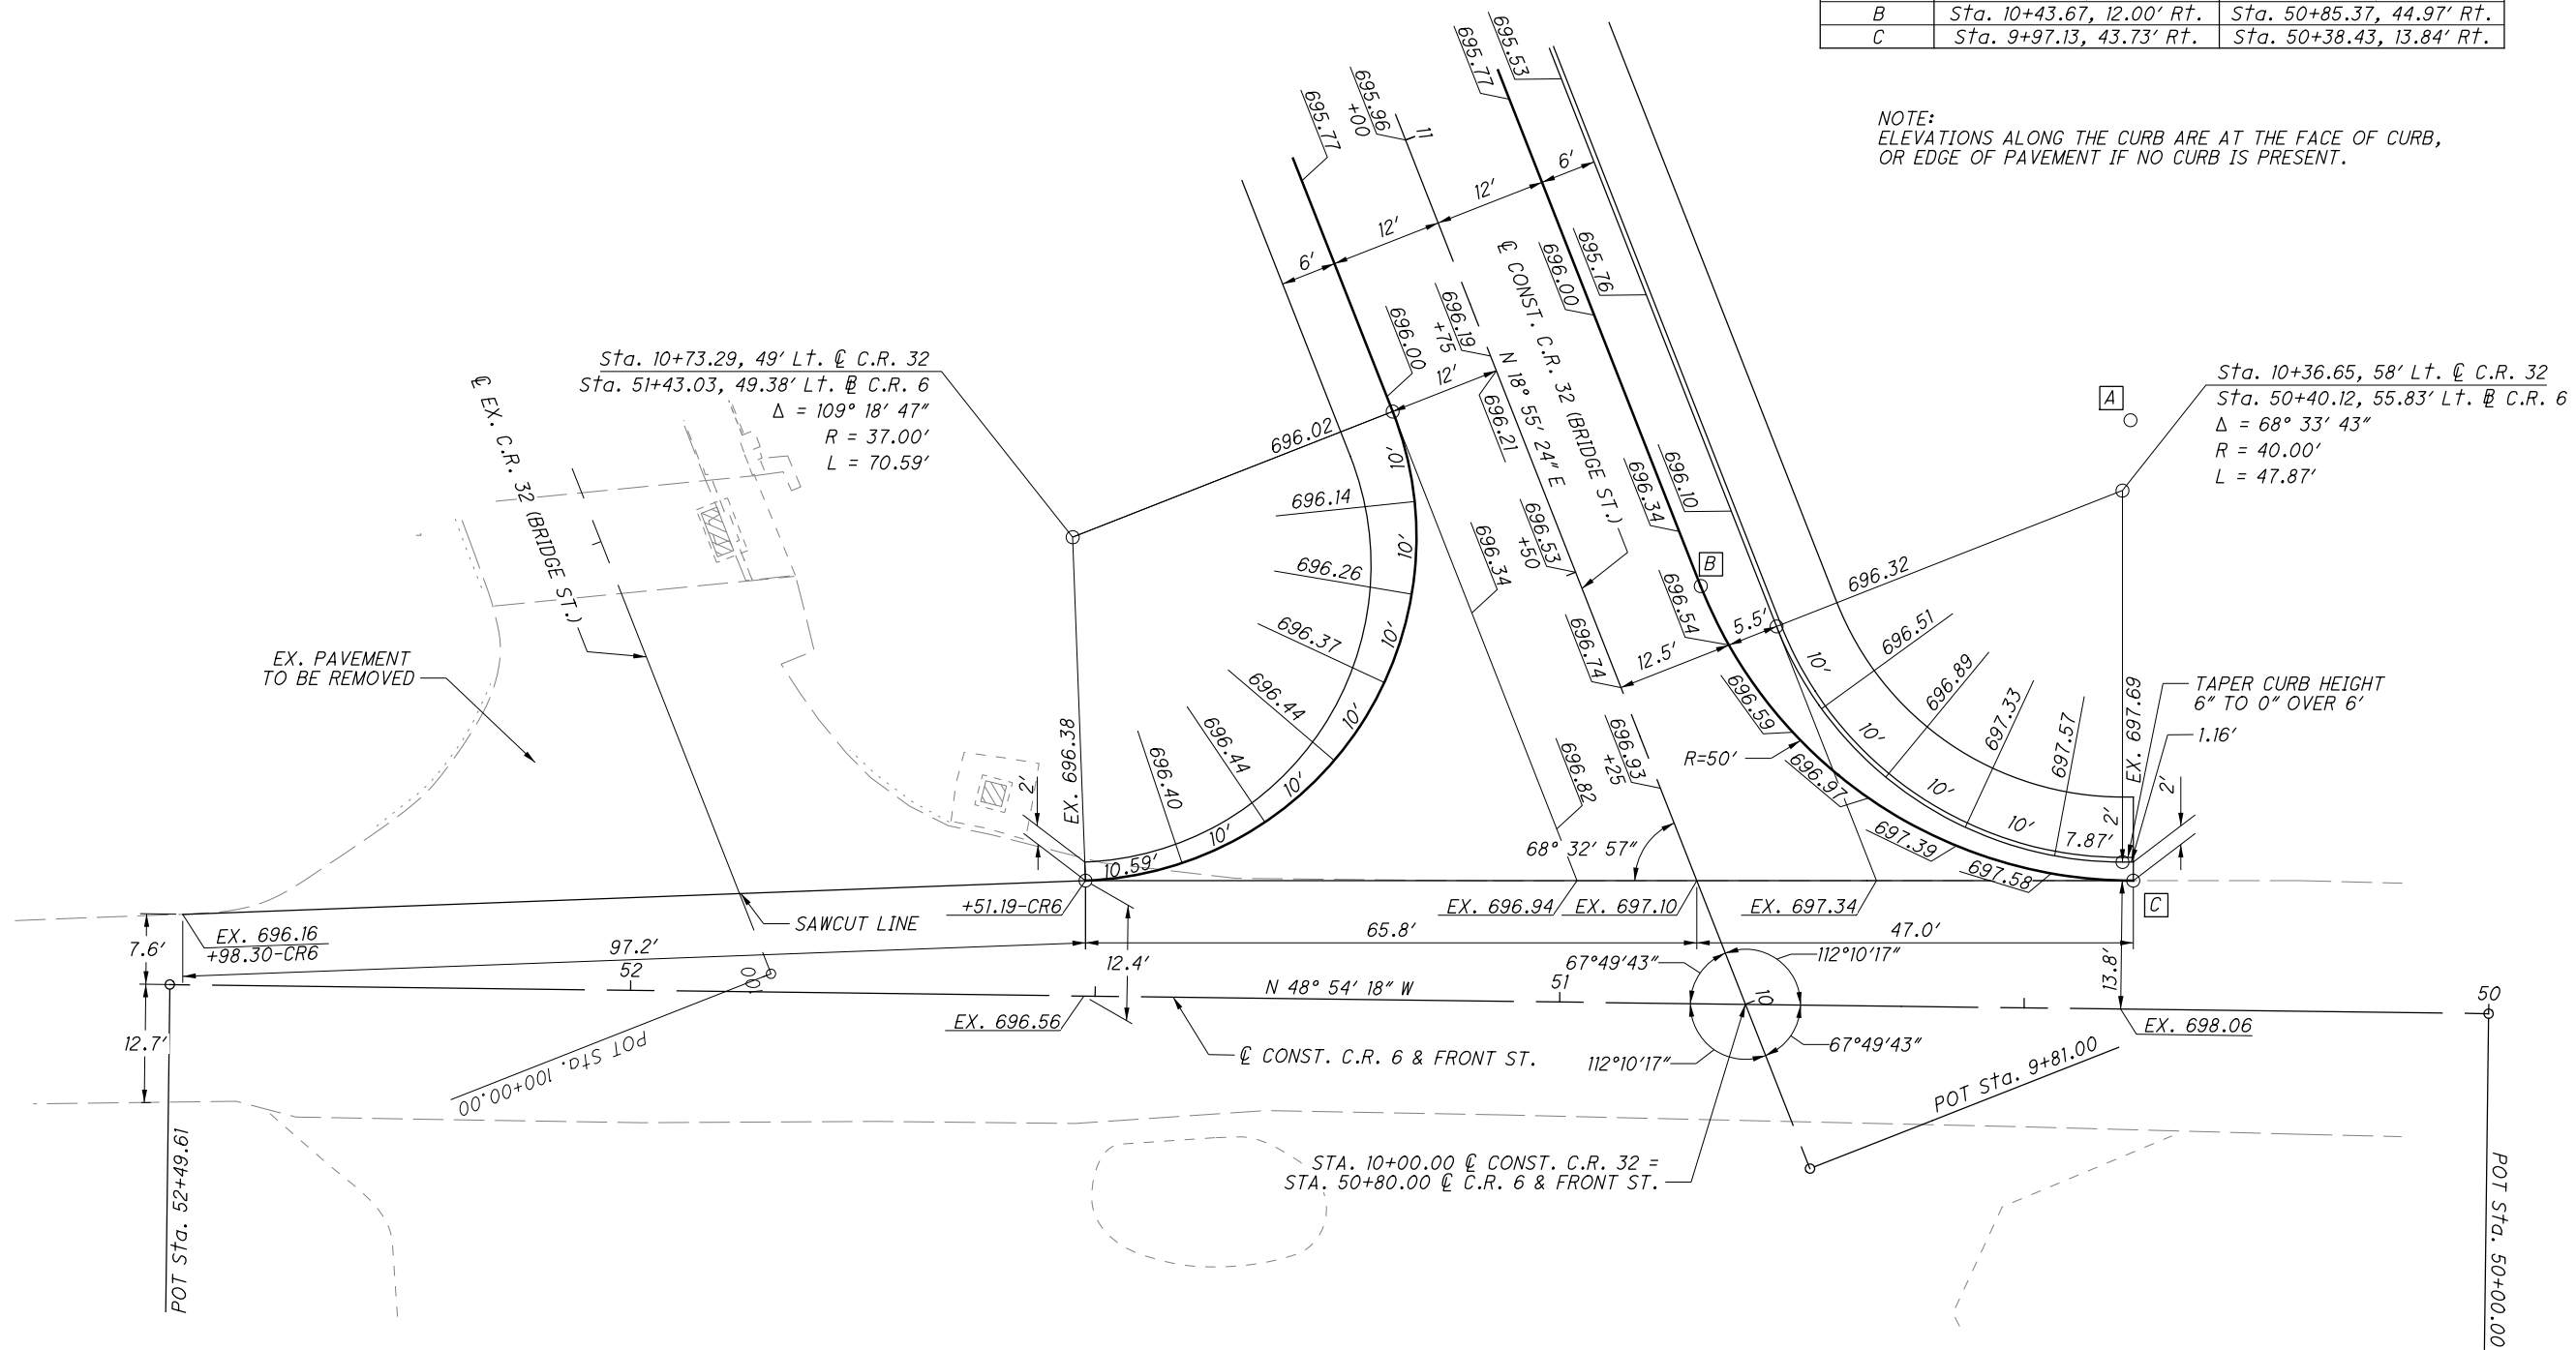 B Sta. 10+43.67, 12.00' Rt. Sta. 50+85.37, 44.97' Rt.
C Sta. 9+97.13, 43.73' Rt. Sta. 50+38.43, 13.84' Rt.
NOTE:
ELEVATIONS ALONG THE CURB ARE AT THE FACE OF CURB,
OR EDGE OF PAVEMENT IF NO CURB IS PRESENT.
695.77
695.96
+00
11
695.77
695.53
6'
12'
12'
6'
℄ CONST. C.R. 32 (BRIDGE ST.)
N 18° 55' 24" E
696.00
695.76
696.19
+75
696.00
12'
696.21
696.02
Sta. 10+73.29, 49' Lt. ℄ C.R. 32
Sta. 51+43.03, 49.38' Lt. B C.R. 6
Δ = 109° 18' 47"
R = 37.00'
L = 70.59'
℄ EX. C.R. 32 (BRIDGE ST.)
Sta. 10+36.65, 58' Lt. ℄ C.R. 32
Sta. 50+40.12, 55.83' Lt. B C.R. 6
Δ = 68° 33' 43"
R = 40.00'
L = 47.87'
A
10'
696.14
10'
696.26
10'
696.37
10'
696.44
10'
696.44
10'
696.40
10.59'
EX. 696.38
2'
696.34
696.53
+50
696.34
696.10
B
696.54
5.5'
696.32
12.5'
696.74
696.59
R=50'
696.97
697.39
697.58
10'
696.51
10'
696.89
10'
697.33
10'
697.57
7.87'
2'
EX. 697.69
TAPER CURB HEIGHT
6" TO 0" OVER 6'
1.16'
2'
C
EX. PAVEMENT
TO BE REMOVED
696.82
696.93
+25
68° 32' 57"
SAWCUT LINE
+51.19-CR6
EX. 696.94
EX. 697.10
EX. 697.34
EX. 696.16
+98.30-CR6
7.6'
97.2'
65.8'
47.0'
12.4'
13.8'
52
101
N 48° 54' 18" W
51
10
50
67°49'43"
112°10'17"
67°49'43"
112°10'17"
EX. 696.56
EX. 698.06
12.7'
POT Sta. 100+00.00
℄ CONST. C.R. 6 & FRONT ST.
POT Sta. 9+81.00
STA. 10+00.00 ℄ CONST. C.R. 32 =
STA. 50+80.00 ℄ C.R. 6 & FRONT ST.
POT Sta. 52+49.61
POT Sta. 50+00.00